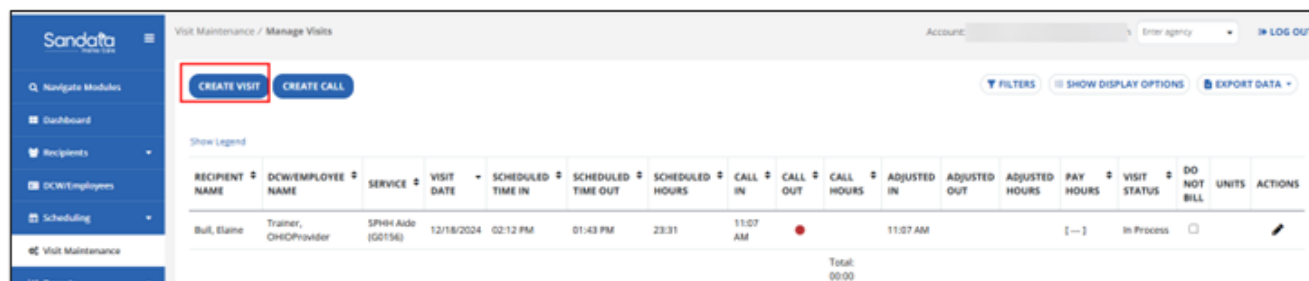 Sandata
Visit Maintenance / Manage Visits
Account:
Enter agency
LOG OUT
Navigate Modules
CREATE VISIT
CREATE CALL
FILTERS
SHOW DISPLAY OPTIONS
EXPORT DATA
Dashboard
Show Legend
Recipients
DCW/Employees
Scheduling
Visit Maintenance
RECIPIENT NAME DCW/EMPLOYEE NAME SERVICE VISIT DATE SCHEDULED TIME IN SCHEDULED TIME OUT SCHEDULED HOURS CALL IN CALL OUT CALL HOURS ADJUSTED IN ADJUSTED OUT ADJUSTED HOURS PAY HOURS VISIT STATUS DO NOT BILL UNITS ACTIONS
Bull, Elaine Trainer, OHIOProvider SPHH Aide (G0156) 12/18/2024 02:12 PM 01:43 PM 23:31 11:07 AM 11:07 AM [ --- ] In Process
Total: 00:00